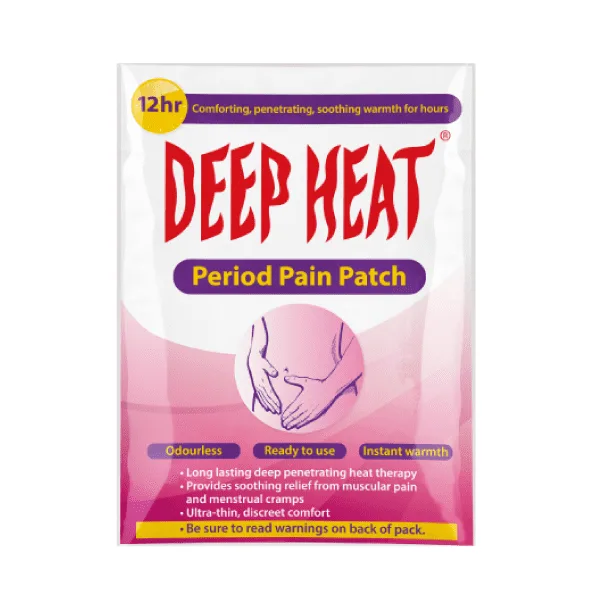 12hr Comforting, penetrating, soothing warmth for hours
DEEP HEAT®
Period Pain Patch
Odourless Ready to use Instant warmth
• Long lasting deep penetrating heat therapy
• Provides soothing relief from muscular pain
and menstrual cramps
• Ultra-thin, discreet comfort
• Be sure to read warnings on back of pack.